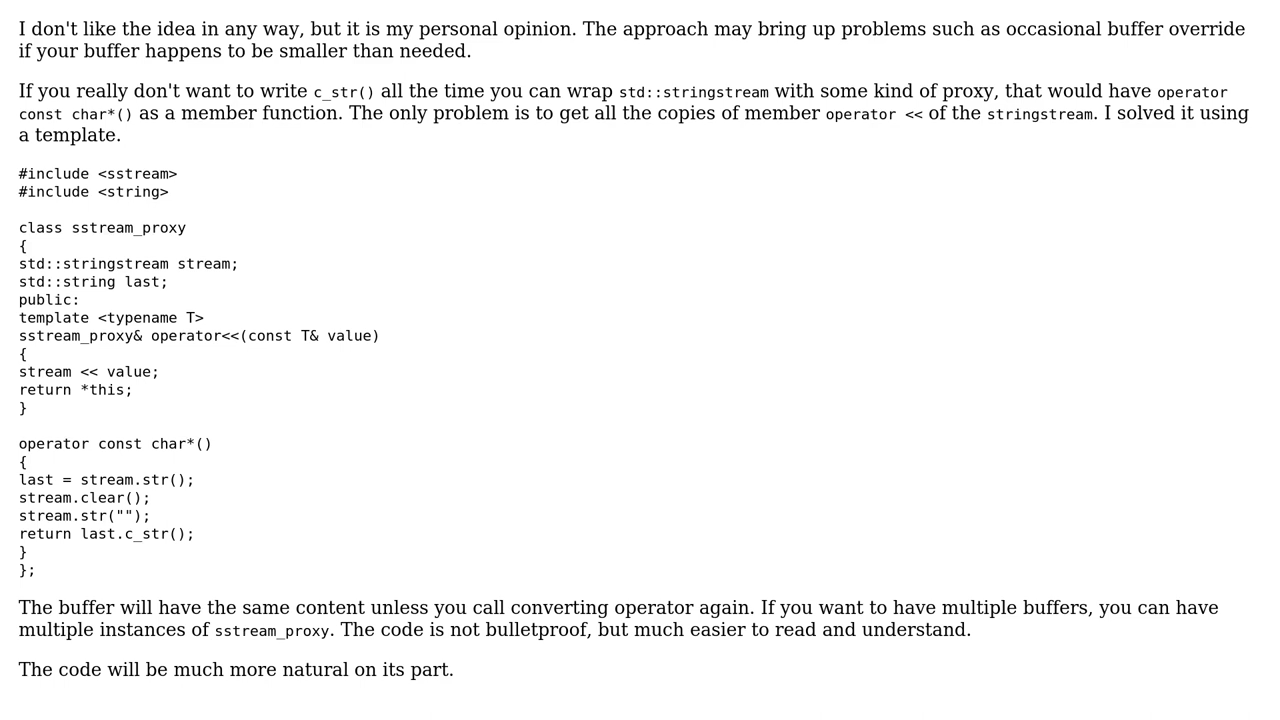 I don't like the idea in any way, but it is my personal opinion. The approach may bring up problems such as occasional buffer override
if your buffer happens to be smaller than needed.
If you really don't want to write c_str() all the time you can wrap std::stringstream with some kind of proxy, that would have operator
const char*() as a member function. The only problem is to get all the copies of member operator << of the stringstream. I solved it using
a template.
#include <sstream>
#include <string>
class sstream_proxy
{
std::stringstream stream;
std::string last;
public:
template <typename T>
sstream_proxy& operator<<(const T& value)
{
stream << value;
return *this;
}
operator const char*()
{
last = stream.str();
stream.clear();
stream.str("");
return last.c_str();
}
};
The buffer will have the same content unless you call converting operator again. If you want to have multiple buffers, you can have
multiple instances of sstream_proxy. The code is not bulletproof, but much easier to read and understand.
The code will be much more natural on its part.